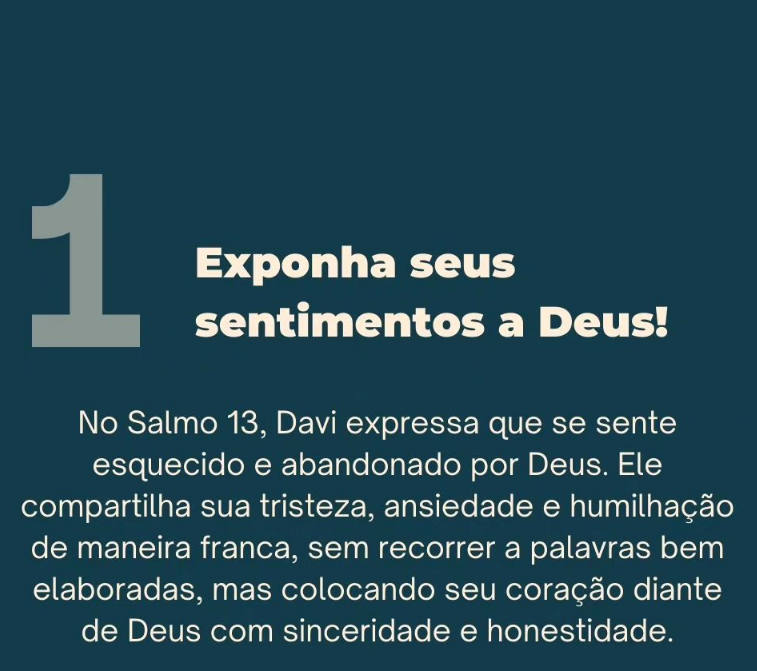 1
Exponha seus
sentimentos a Deus!
No Salmo 13, Davi expressa que se sente
esquecido e abandonado por Deus. Ele
compartilha sua tristeza, ansiedade e humilhação
de maneira franca, sem recorrer a palavras bem
elaboradas, mas colocando seu coração diante
de Deus com sinceridade e honestidade.